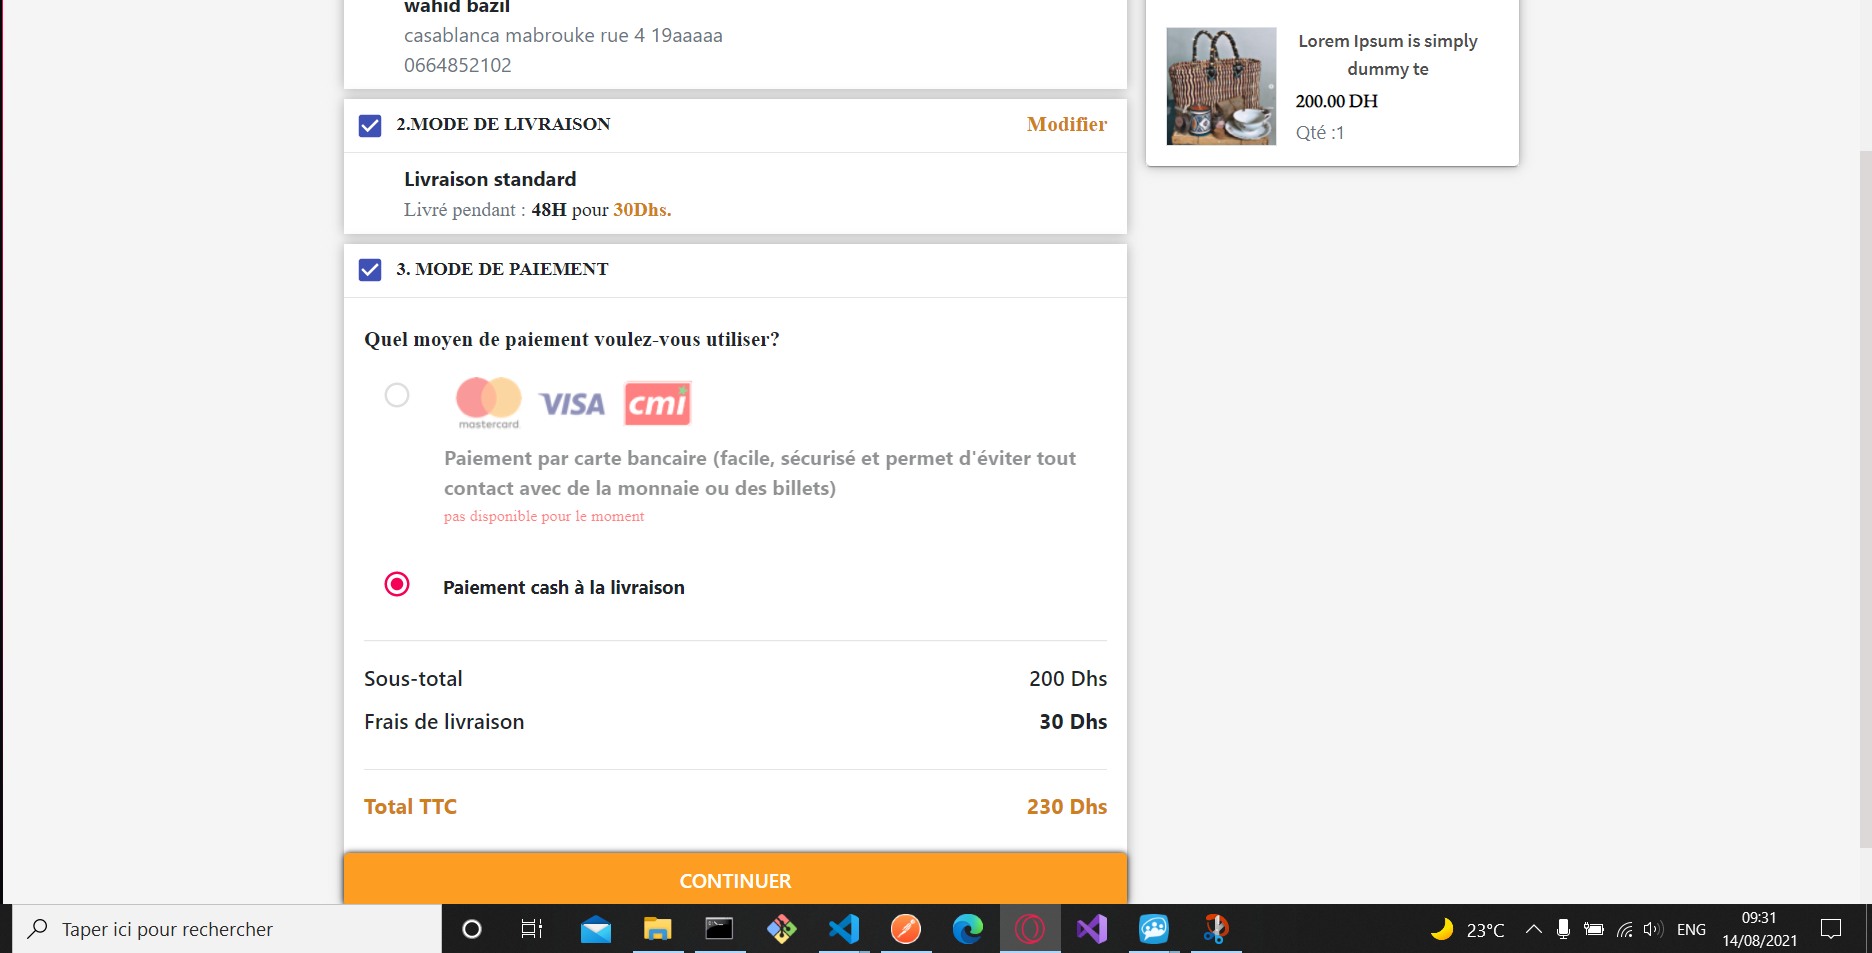 wahid bazil
casablanca mabrouke rue 4 19aaaaa
0664852102
2.MODE DE LIVRAISON
Modifier
Livraison standard
Livré pendant : 48H pour 30Dhs.
3. MODE DE PAIEMENT
Quel moyen de paiement voulez-vous utiliser?
mastercard VISA cmi
Paiement par carte bancaire (facile, sécurisé et permet d'éviter tout
contact avec de la monnaie ou des billets)
pas disponible pour le moment
Paiement cash à la livraison
Sous-total 200 Dhs
Frais de livraison 30 Dhs
Total TTC 230 Dhs
CONTINUER
Lorem Ipsum is simply
dummy te
200.00 DH
Qté :1
Taper ici pour rechercher
23°C
ENG
09:31
14/08/2021